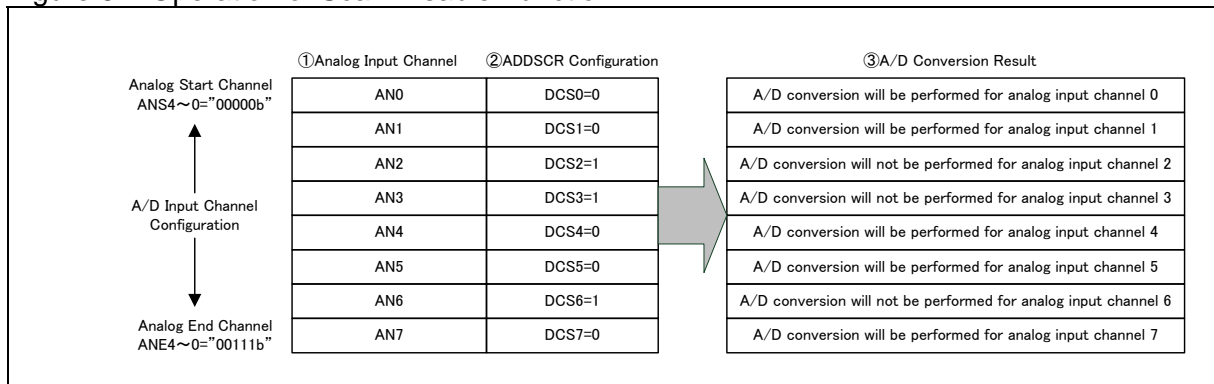 ①Analog Input Channel ②ADDSCR Configuration ③A/D Conversion Result
Analog Start Channel
ANS4～0="00000b"
A/D Input Channel
Configuration
Analog End Channel
ANE4～0="00111b"
AN0 DCS0=0 A/D conversion will be performed for analog input channel 0
AN1 DCS1=0 A/D conversion will be performed for analog input channel 1
AN2 DCS2=1 A/D conversion will not be performed for analog input channel 2
AN3 DCS3=1 A/D conversion will not be performed for analog input channel 3
AN4 DCS4=0 A/D conversion will be performed for analog input channel 4
AN5 DCS5=0 A/D conversion will be performed for analog input channel 5
AN6 DCS6=1 A/D conversion will not be performed for analog input channel 6
AN7 DCS7=0 A/D conversion will be performed for analog input channel 7